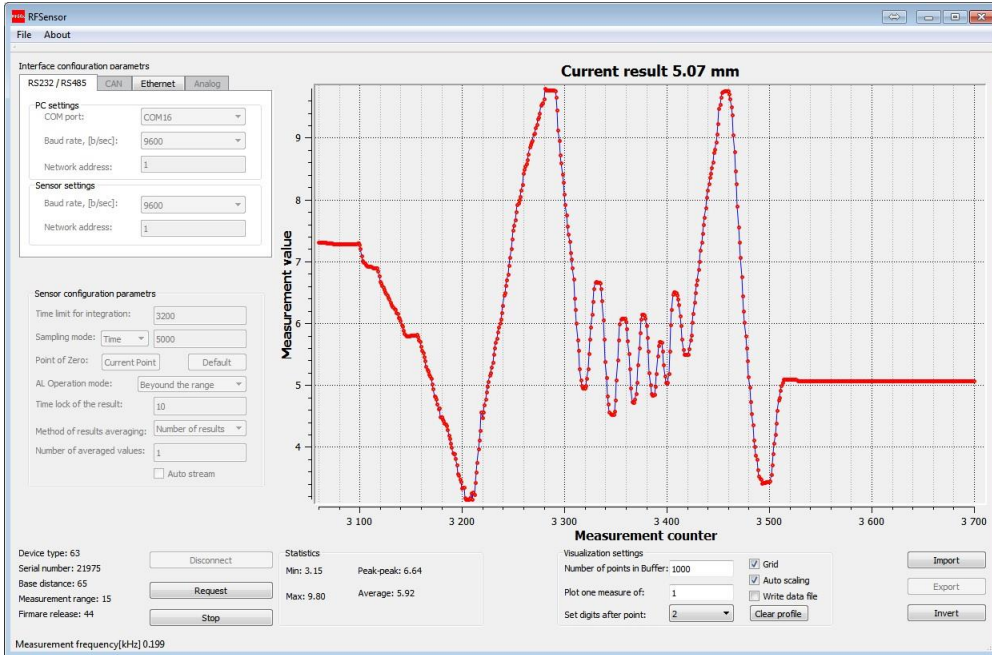 RFSensor
File About
Interface configuration parametrs
RS232 / RS485 CAN Ethernet Analog
PC settings
COM port: COM16
Baud rate, [b/sec]: 9600
Network address: 1
Sensor settings
Baud rate, [b/sec]: 9600
Network address: 1
Sensor configuration parametrs
Time limit for integration: 3200
Sampling mode: Time 5000
Point of Zero: Current Point Default
AL Operation mode: Beyound the range
Time lock of the result: 10
Method of results averaging: Number of results
Number of averaged values: 1
Auto stream
Current result 5.07 mm
Measurement value
9
8
7
6
5
4
3 100 3 200 3 300 3 400 3 500 3 600 3 700
Measurement counter
Device type: 63
Serial number: 21975
Base distance: 65
Measurement range: 15
Firmare release: 44
Disconnect
Request
Stop
Statistics
Min: 3.15 Peak-peak: 6.64
Max: 9.80 Average: 5.92
Visualization settings
Number of points in Buffer: 1000
Plot one measure of: 1
Set digits after point: 2
Grid
Auto scaling
Write data file
Clear profile
Import
Export
Invert
Measurement frequency[kHz] 0.199